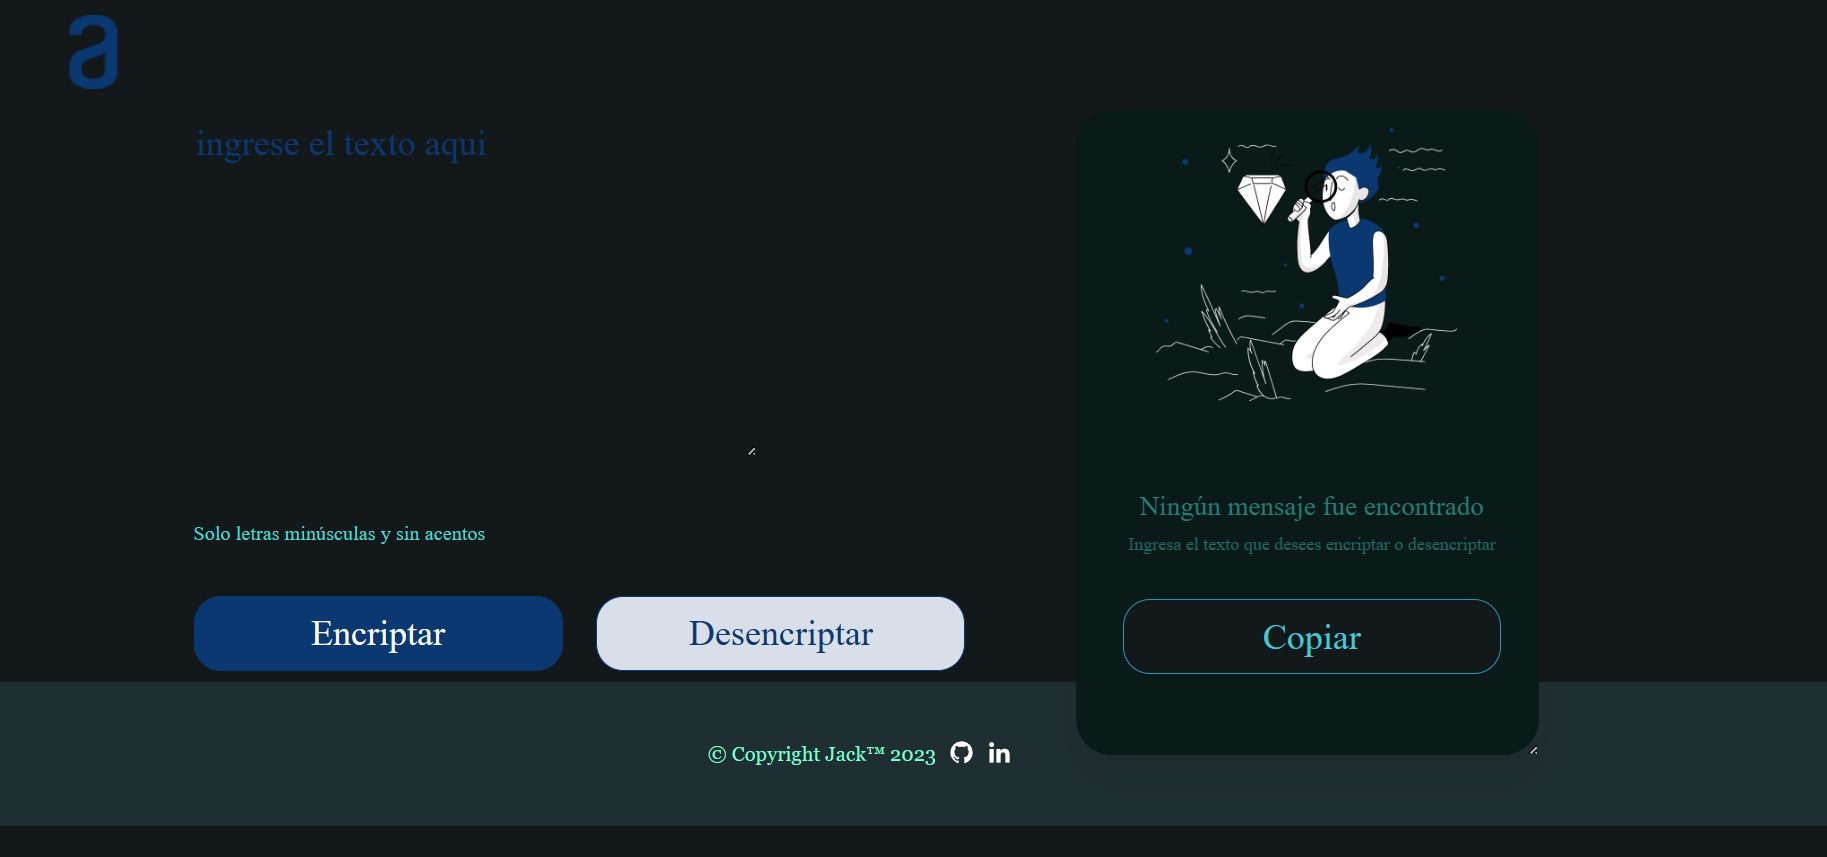 a
ingrese el texto aqui
Solo letras minúsculas y sin acentos
Encriptar
Desencriptar
Ningún mensaje fue encontrado
Ingresa el texto que desees encriptar o desencriptar
Copiar
© Copyright Jack™ 2023
in